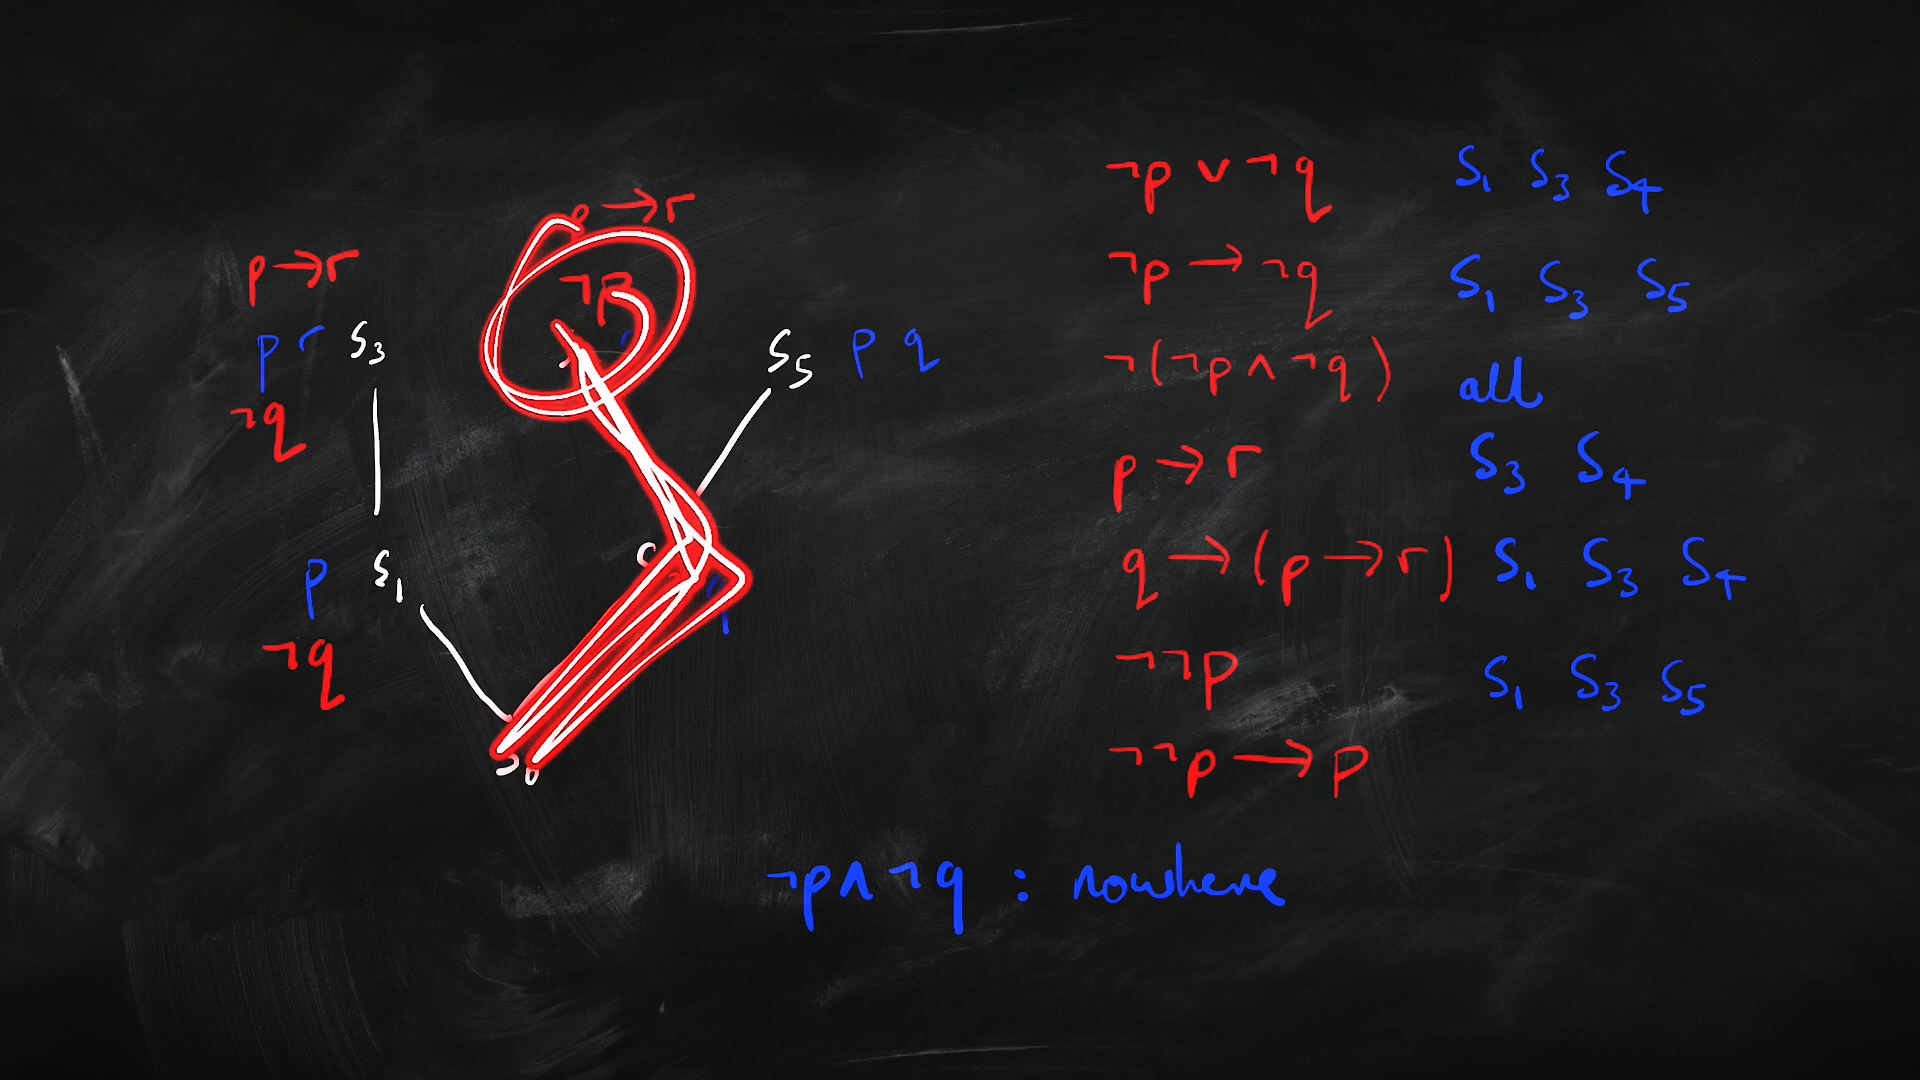 p → r
p → r
¬p
p r s₃
s₅ p q
¬q
p s₁
¬q
s₀
¬p ∨ ¬q s₁ s₃ s₄
¬p → ¬q s₁ s₃ s₅
¬(¬p ∧ ¬q) all
p → r s₃ s₄
q → (p → r) s₁ s₃ s₄
¬¬p s₁ s₃ s₅
¬¬p → p
¬p ∧ ¬q : nowhere